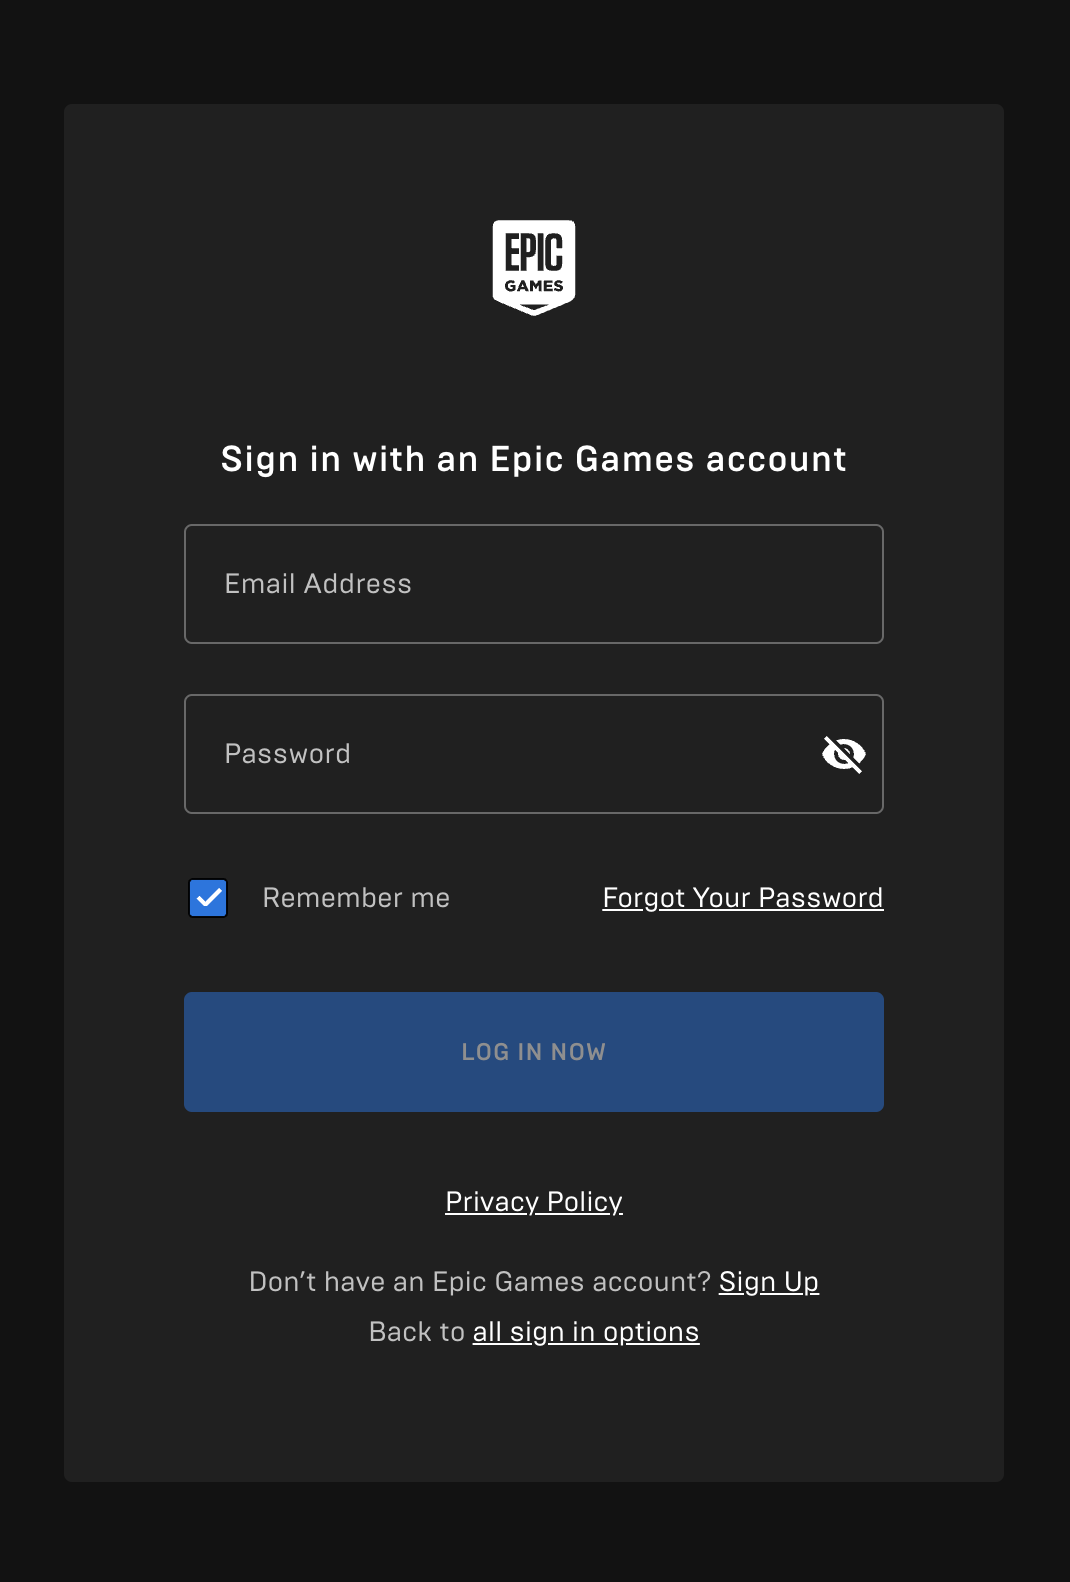 EPIC
GAMES
Sign in with an Epic Games account
Email Address
Password
Remember me
Forgot Your Password
LOG IN NOW
Privacy Policy
Don’t have an Epic Games account? Sign Up
Back to all sign in options